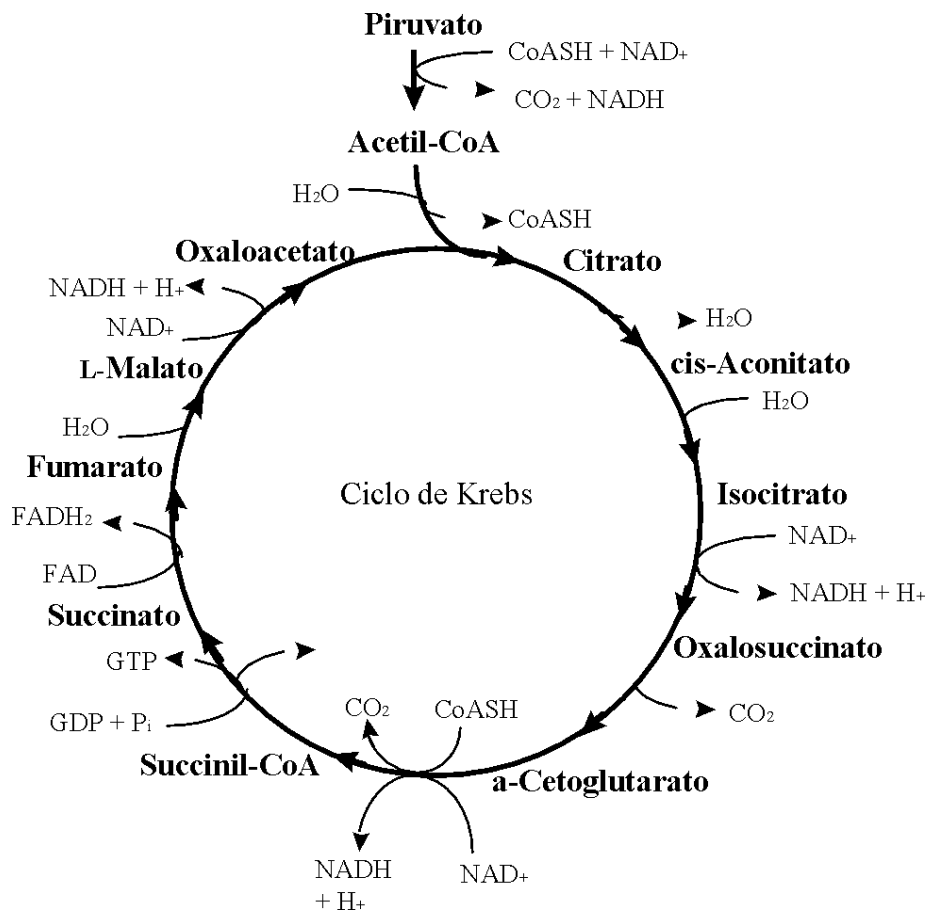 Piruvato
CoASH + NAD+
CO2 + NADH
Acetil-CoA
H2O
CoASH
Oxaloacetato
Citrato
NADH + H+
H2O
NAD+
L-Malato
cis-Aconitato
H2O
H2O
Fumarato
Ciclo de Krebs
Isocitrato
FADH2
NAD+
FAD
NADH + H+
Succinato
Oxalosuccinato
GTP
CO2
CoASH
CO2
GDP + Pi
Succinil-CoA
a-Cetoglutarato
NADH
+ H+
NAD+